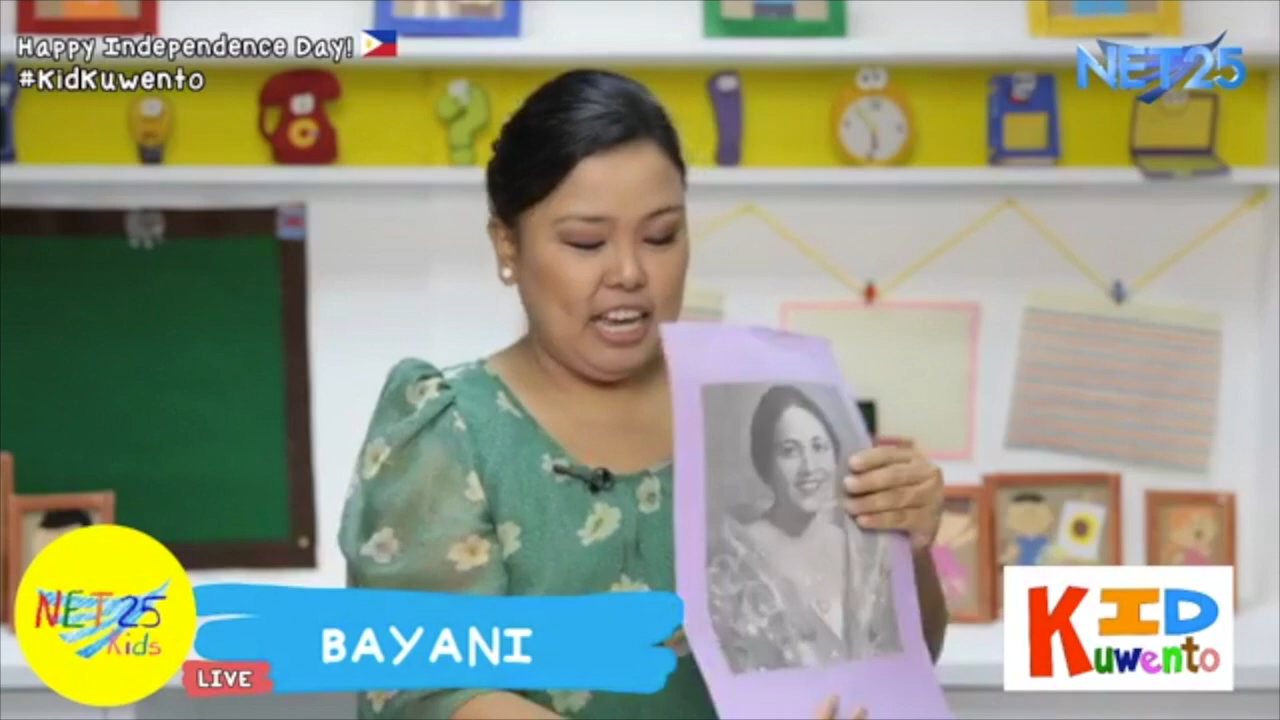 Happy Independence Day!
#KidKuwento
NET25
NET25
Kids
BAYANI
LIVE
KID
Kuwento